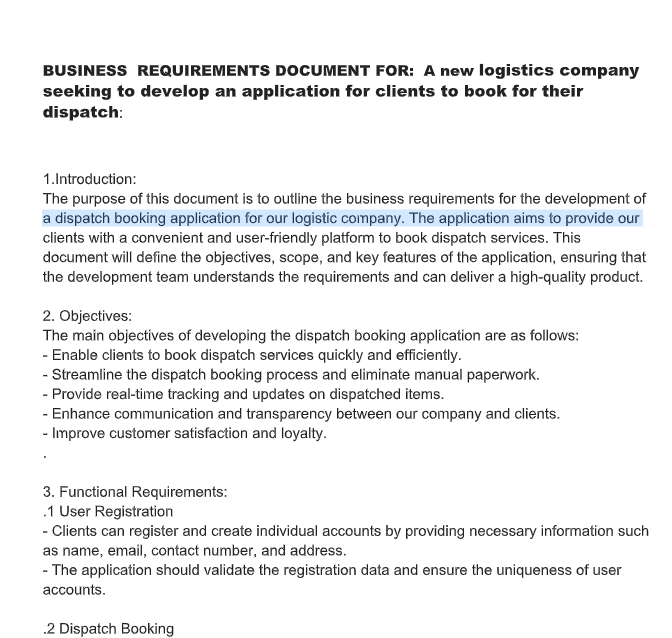 BUSINESS REQUIREMENTS DOCUMENT FOR: A new logistics company
seeking to develop an application for clients to book for their
dispatch:
1.Introduction:
The purpose of this document is to outline the business requirements for the development of
a dispatch booking application for our logistic company. The application aims to provide our
clients with a convenient and user-friendly platform to book dispatch services. This
document will define the objectives, scope, and key features of the application, ensuring that
the development team understands the requirements and can deliver a high-quality product.
2. Objectives:
The main objectives of developing the dispatch booking application are as follows:
- Enable clients to book dispatch services quickly and efficiently.
- Streamline the dispatch booking process and eliminate manual paperwork.
- Provide real-time tracking and updates on dispatched items.
- Enhance communication and transparency between our company and clients.
- Improve customer satisfaction and loyalty.
.
3. Functional Requirements:
.1 User Registration
- Clients can register and create individual accounts by providing necessary information such
as name, email, contact number, and address.
- The application should validate the registration data and ensure the uniqueness of user
accounts.
.2 Dispatch Booking